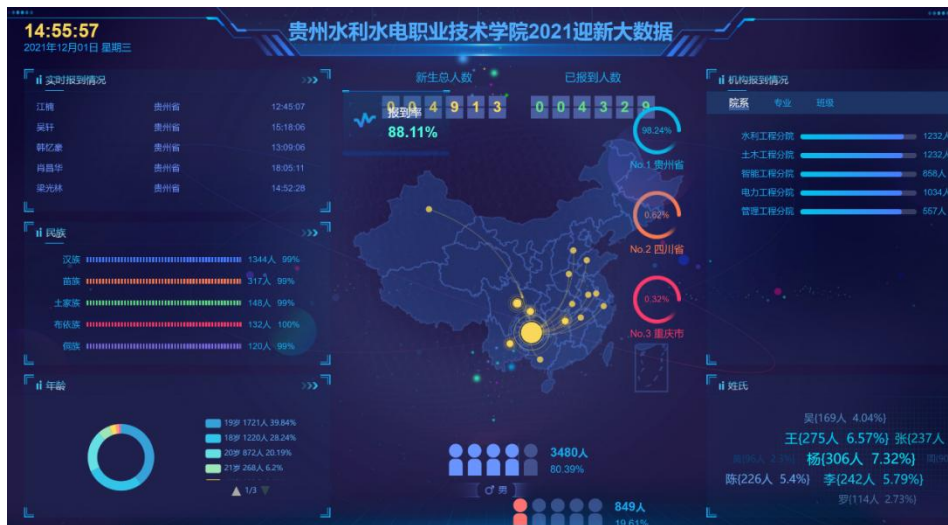 14:55:57
2021年12月01日 星期三
贵州水利水电职业技术学院2021迎新大数据
实时报到情况
江楠 贵州省 12:45:07
吴轩 贵州省 15:18:06
韩忆豪 贵州省 13:09:06
肖昌华 贵州省 18:05:11
梁光林 贵州省 14:52:28
民族
汉族 1344人 99%
苗族 317人 99%
土家族 148人 99%
布依族 132人 100%
侗族 120人 99%
年龄
19岁 1721人 39.84%
18岁 1220人 28.24%
20岁 872人 20.19%
21岁 268人 6.2%
1/3
新生总人数 已报到人数
004913 004329
报到率
88.11%
98.24%
No.1 贵州省
0.62%
No.2 四川省
0.32%
No.3 重庆市
3480人
80.39%
男
849人
19.61%
机构报到情况
院系 专业 班级
水利工程分院 1232人
土木工程分院 1232人
智能工程分院 858人
电力工程分院 1034人
管理工程分院 557人
姓氏
吴(169人 4.04%)
王(275人 6.57%) 张(237人
杨(306人 7.32%)
陈(226人 5.4%) 李(242人 5.79%)
罗(114人 2.73%)